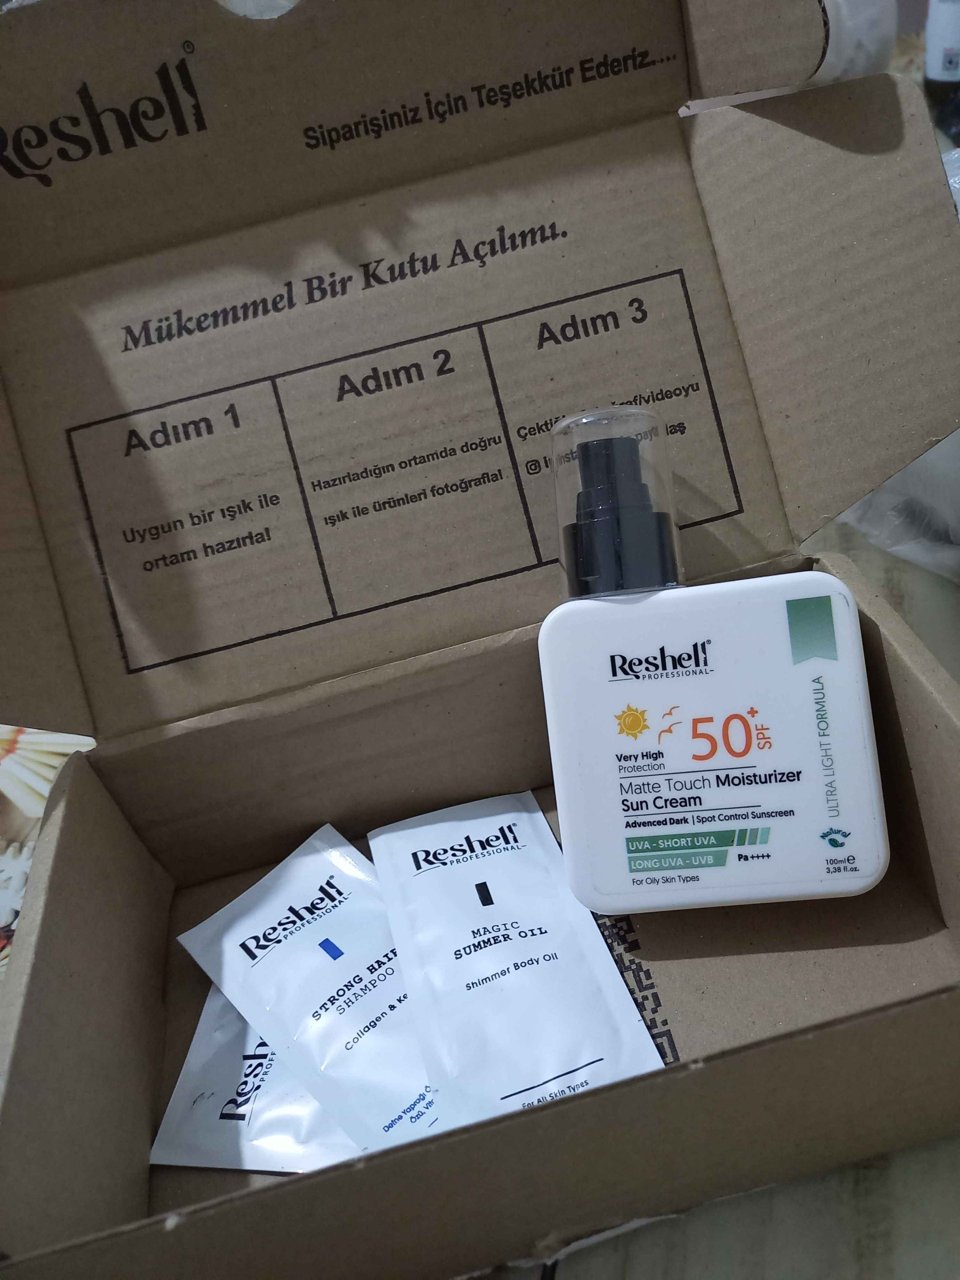 Reshell®
Siparişiniz İçin Teşekkür Ederiz....
Mükemmel Bir Kutu Açılımı.
Adım 1
Uygun bir ışık ile
ortam hazırla!
Adım 2
Hazırladığın ortamda doğru
ışık ile ürünleri fotoğrafla!
Adım 3
Reshell®
PROFESSIONAL
50+
SPF
Very High
Protection
Matte Touch Moisturizer
Sun Cream
Advenced Dark | Spot Control Sunscreen
UVA - SHORT UVA
LONG UVA - UVB
Pa ++++
For Oily Skin Types
ULTRA LIGHT FORMULA
Natural
100ml e
3,38 fl.oz.
Reshell®
PROFESSIONAL
MAGIC
SUMMER OIL
Shimmer Body Oil
For All Skin Types
Reshell®
PROFESSIONAL
STRONG HAIR
SHAMPOO
Collagen &
Defne Yaprağı